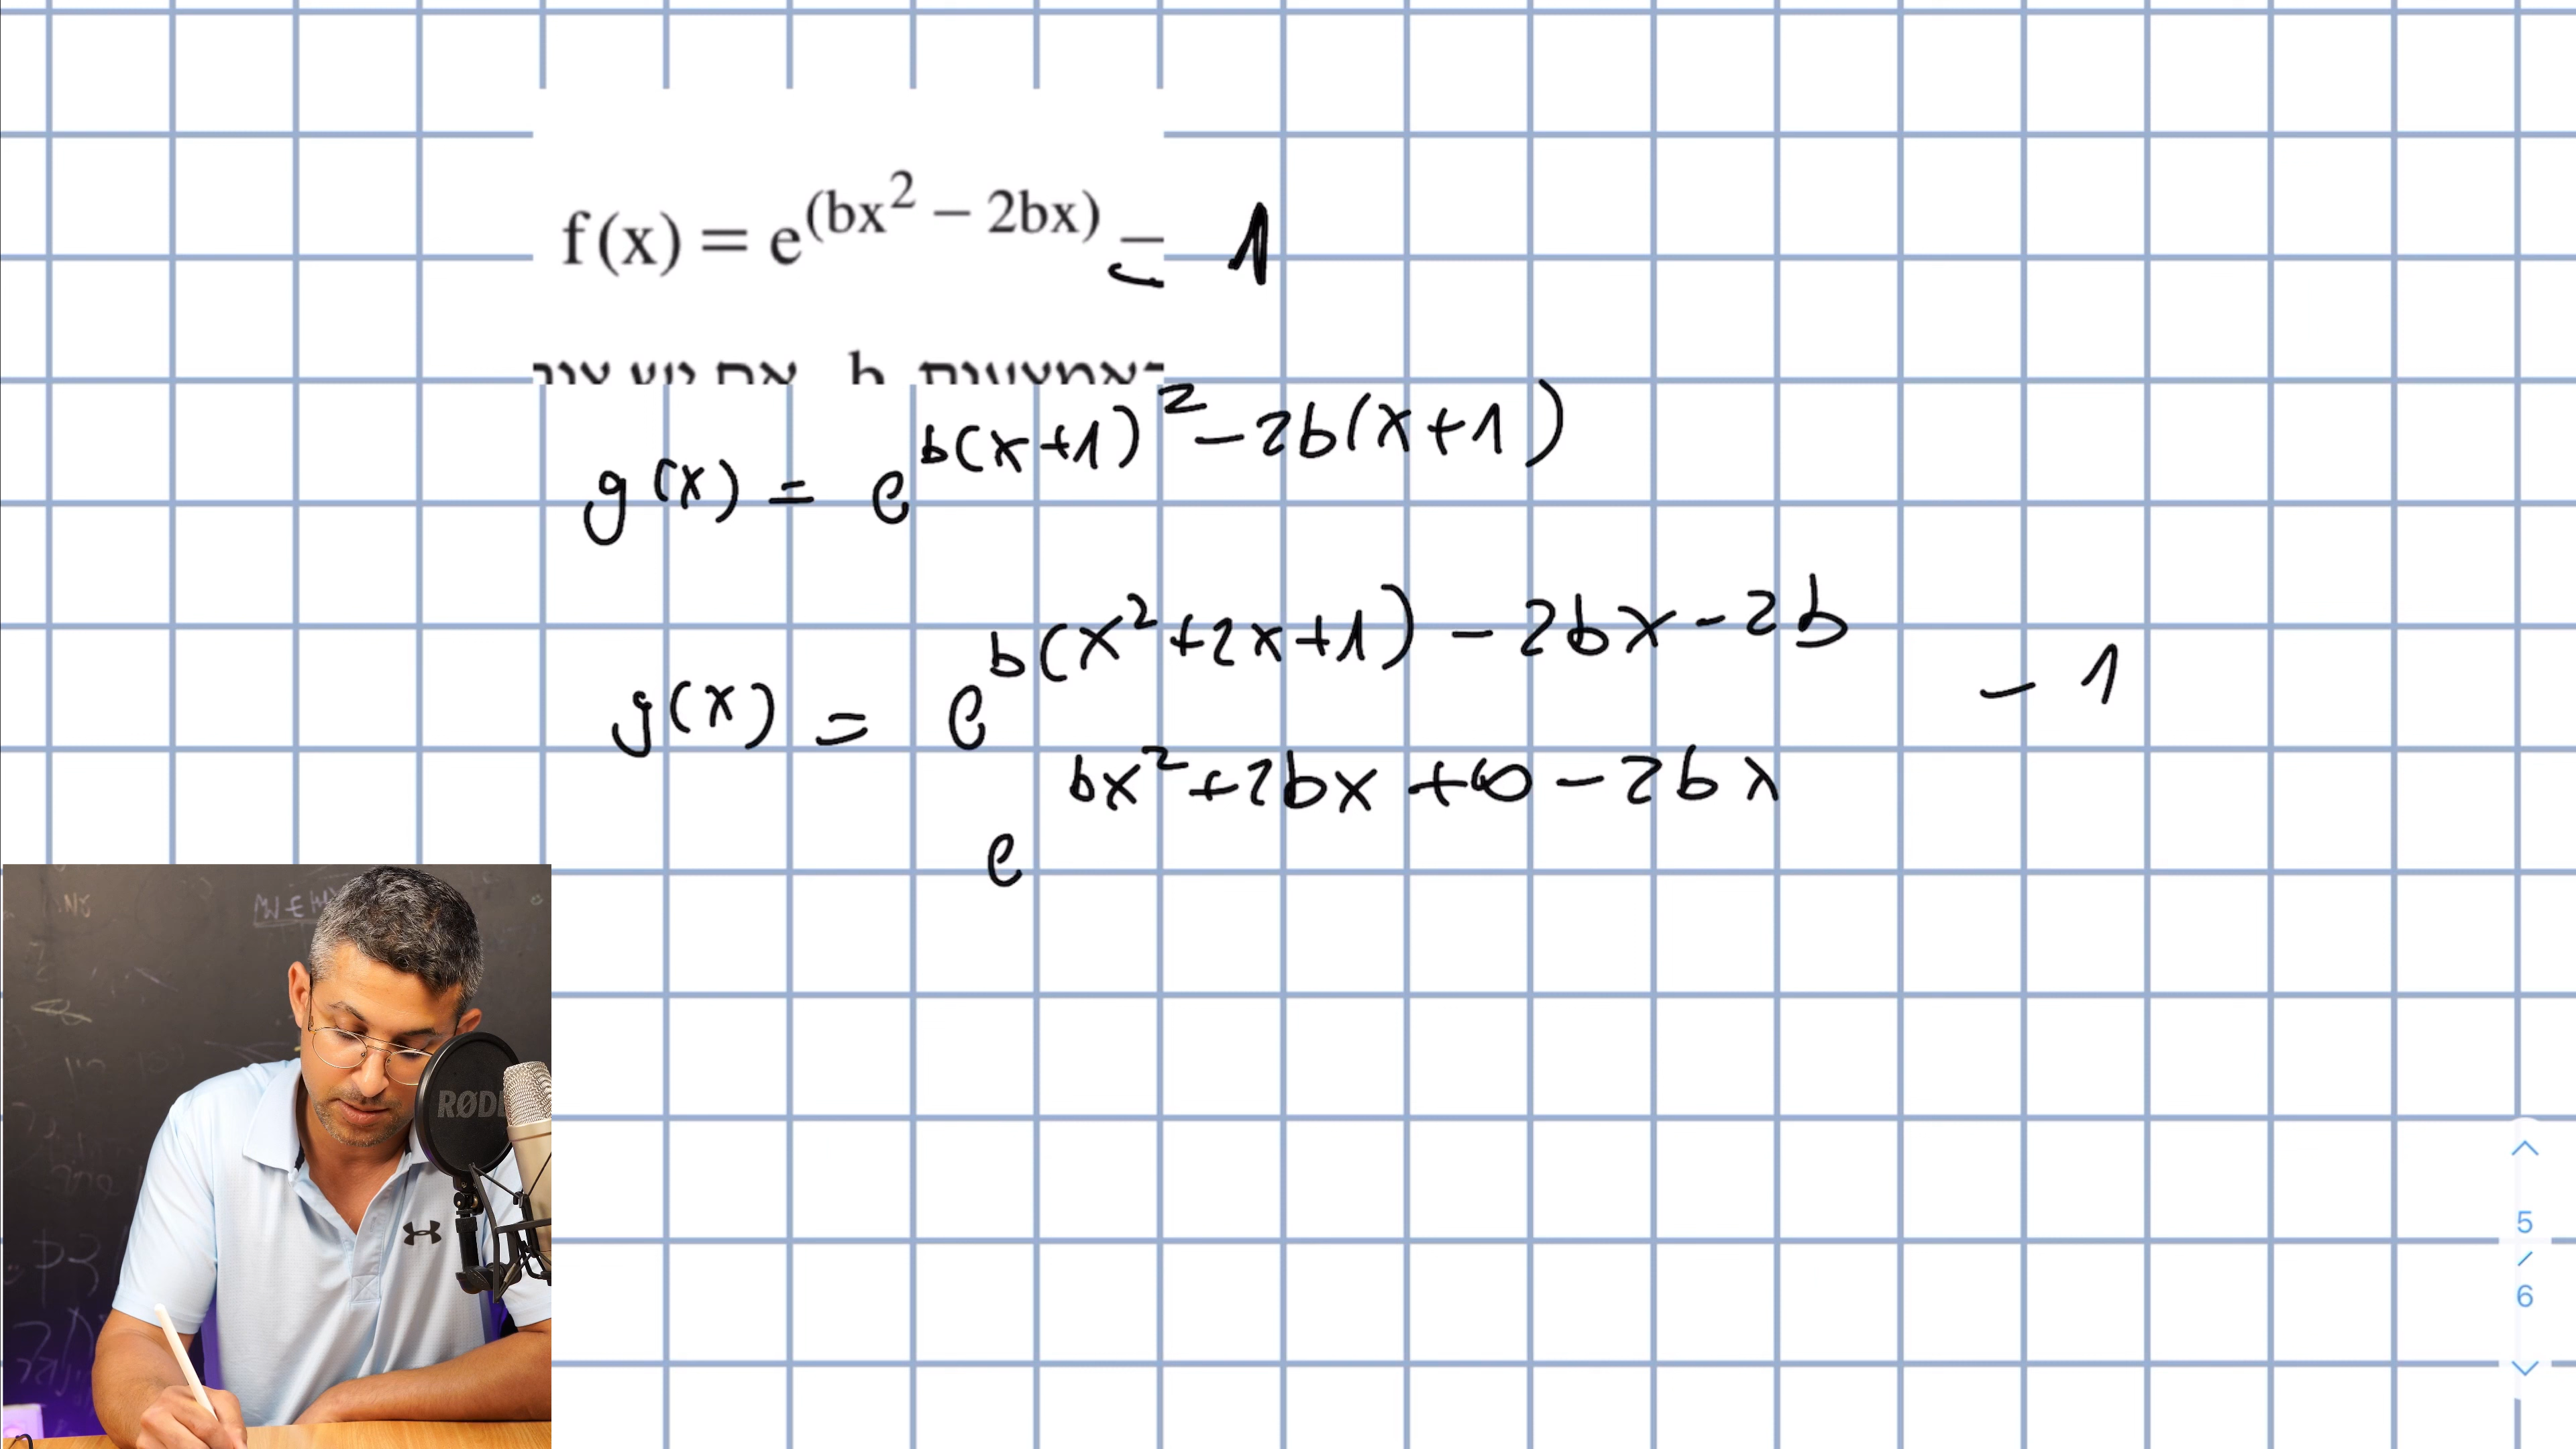 f(x) = e^(bx² − 2bx) − 1
b
g(x) = e^b(x+1)² − 2b(x+1)
g(x) = e^b(x²+2x+1) − 2bx − 2b − 1
e^bx² + 2bx + − 2bx
RØDE
5
/
6